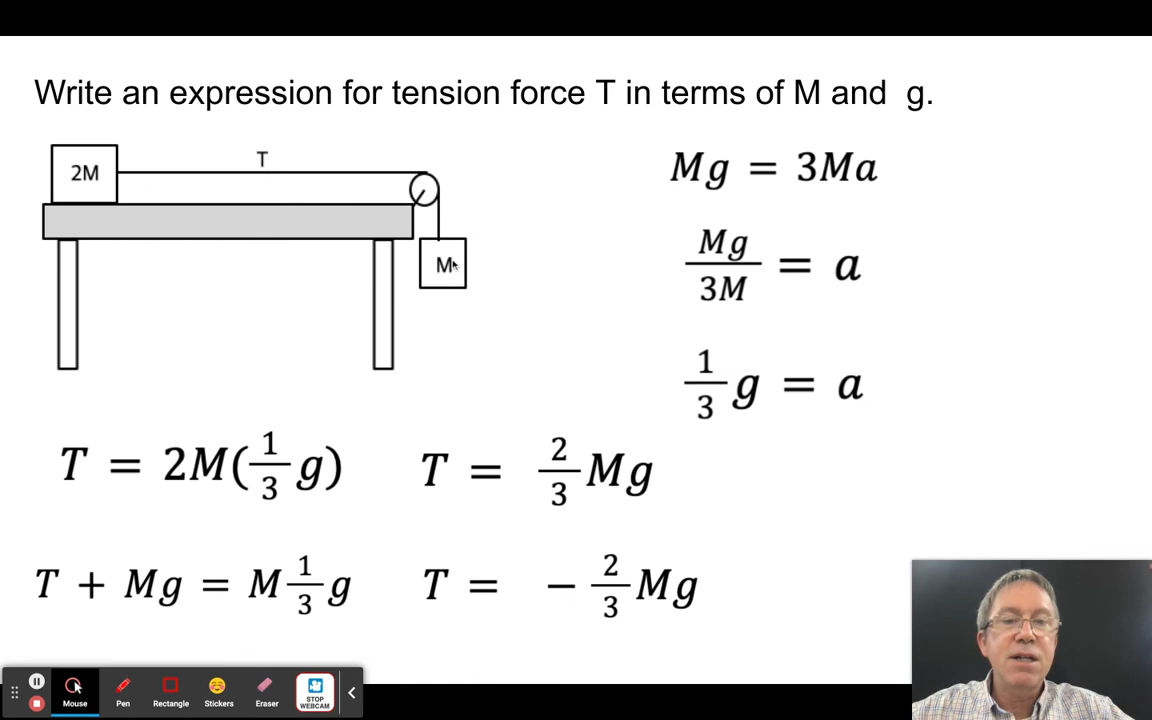 Write an expression for tension force T in terms of M and g.
2M
T
M
Mg = 3Ma
Mg/3M = a
1/3 g = a
T = 2M(1/3 g)
T = 2/3 Mg
T + Mg = M 1/3 g
T = - 2/3 Mg
Mouse
Pen
Rectangle
Stickers
Eraser
STOP
WEBCAM